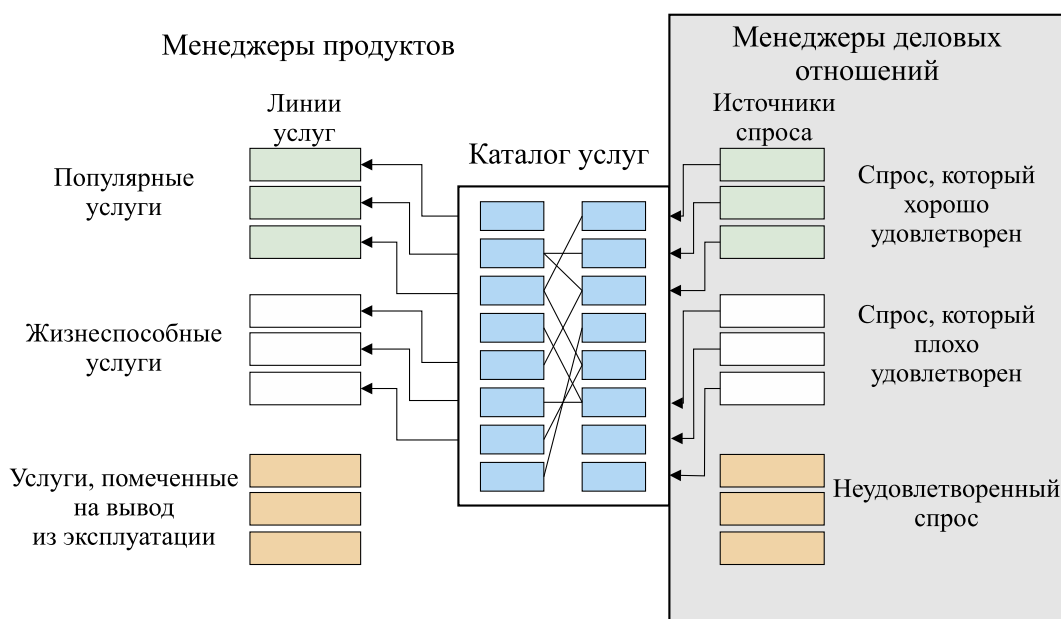 Менеджеры продуктов
Менеджеры деловых
отношений
Линии
услуг
Каталог услуг
Источники
спроса
Популярные
услуги
Спрос, который
хорошо
удовлетворен
Жизнеспособные
услуги
Спрос, который
плохо
удовлетворен
Услуги, помеченные
на вывод
из эксплуатации
Неудовлетворенный
спрос